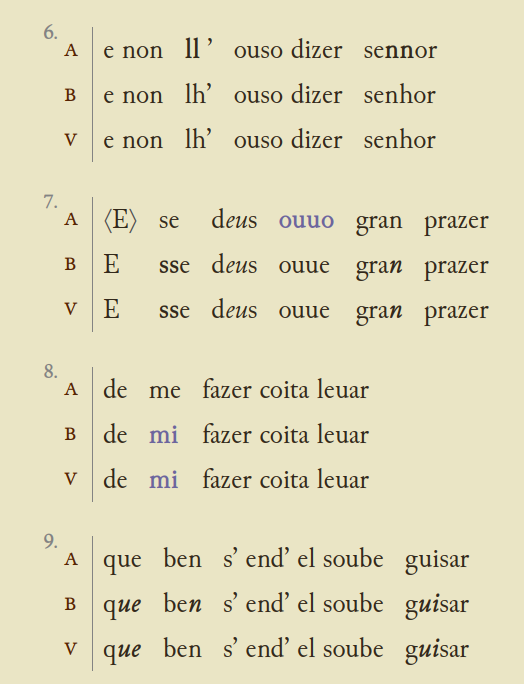 6.
A e non ll ’ ouso dizer sennor
B e non lh’ ouso dizer senhor
V e non lh’ ouso dizer senhor
7.
A ⟨E⟩ se deus ouuo gran prazer
B E sse deus ouue gran prazer
V E sse deus ouue gran prazer
8.
A de me fazer coita leuar
B de mi fazer coita leuar
V de mi fazer coita leuar
9.
A que ben s’ end’ el soube guisar
B que ben s’ end’ el soube guisar
V que ben s’ end’ el soube guisar